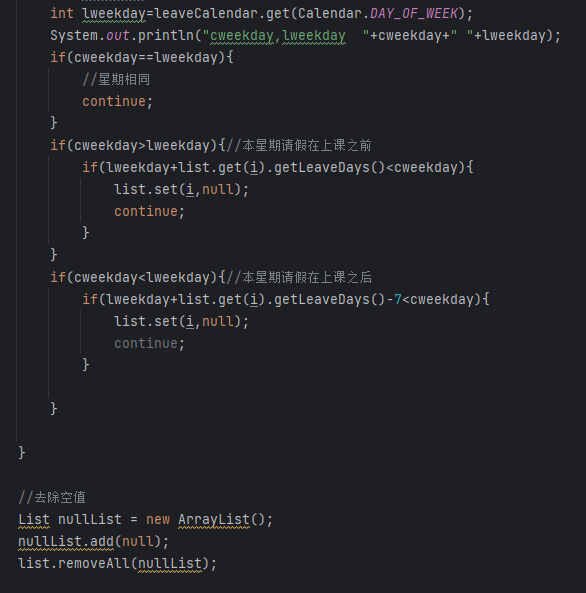 int lweekday=leaveCalendar.get(Calendar.DAY_OF_WEEK);
System.out.println("cweekday,lweekday  "+cweekday+" "+lweekday);
if(cweekday==lweekday){
//星期相同
continue;
}
if(cweekday>lweekday){//本星期请假在上课之前
if(lweekday+list.get(i).getLeaveDays()<cweekday){
list.set(i,null);
continue;
}
}
if(cweekday<lweekday){//本星期请假在上课之后
if(lweekday+list.get(i).getLeaveDays()-7<cweekday){
list.set(i,null);
continue;
}
}
}
//去除空值
List nullList = new ArrayList();
nullList.add(null);
list.removeAll(nullList);